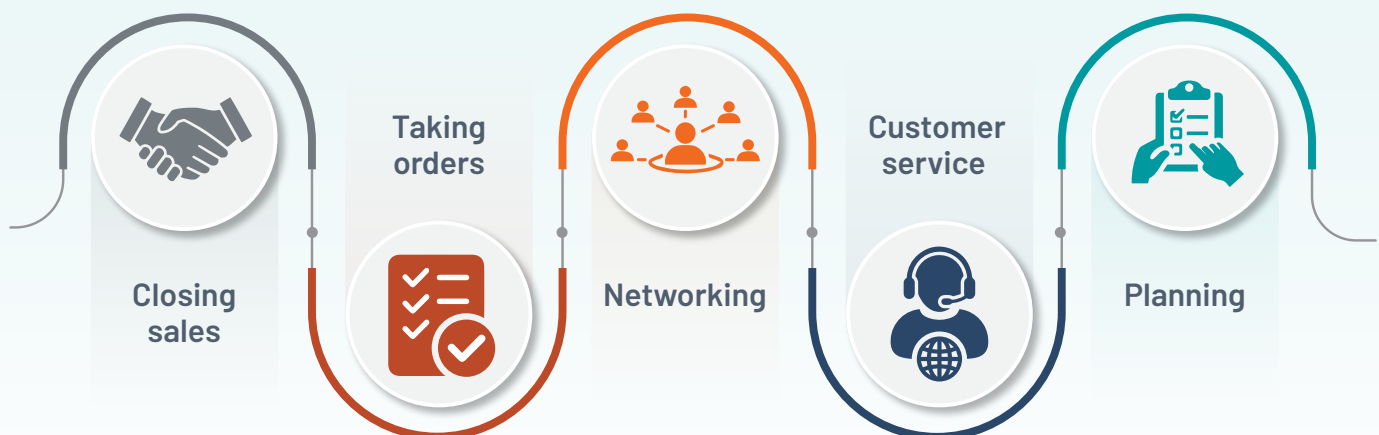 Closing
sales
Taking
orders
Networking
Customer
service
Planning